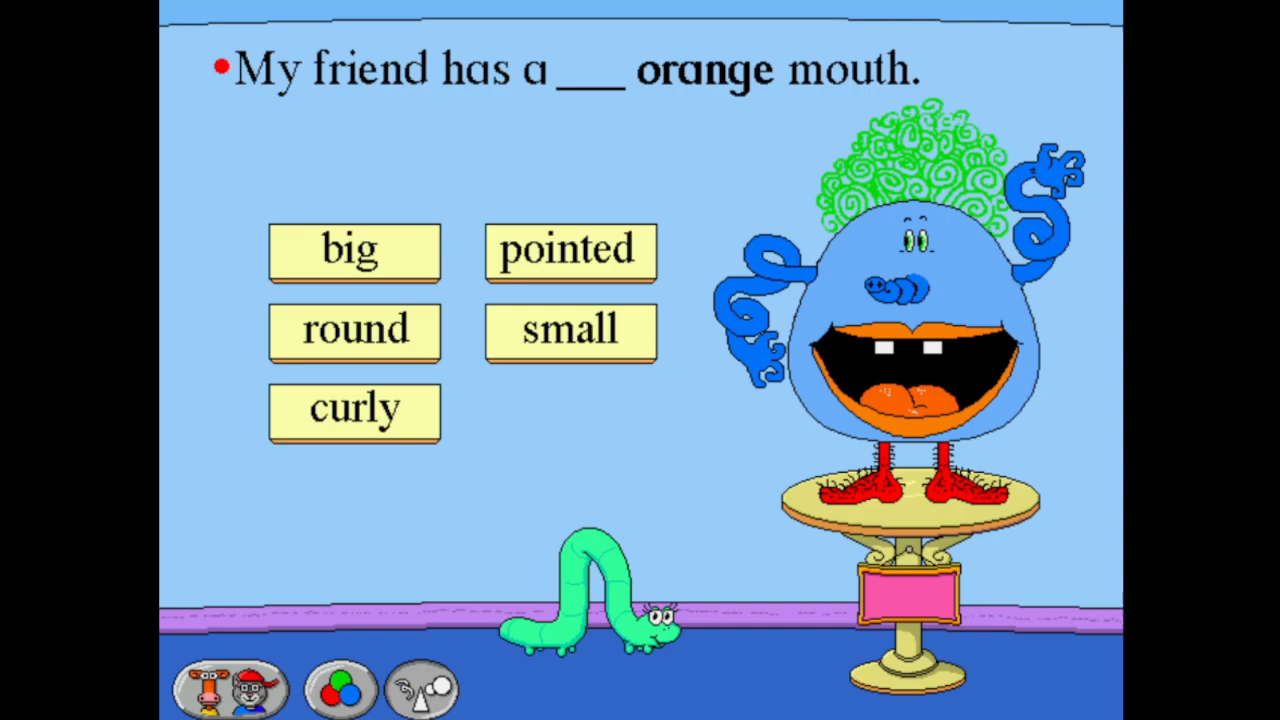 •My friend has a ___ orange mouth.
big
pointed
round
small
curly